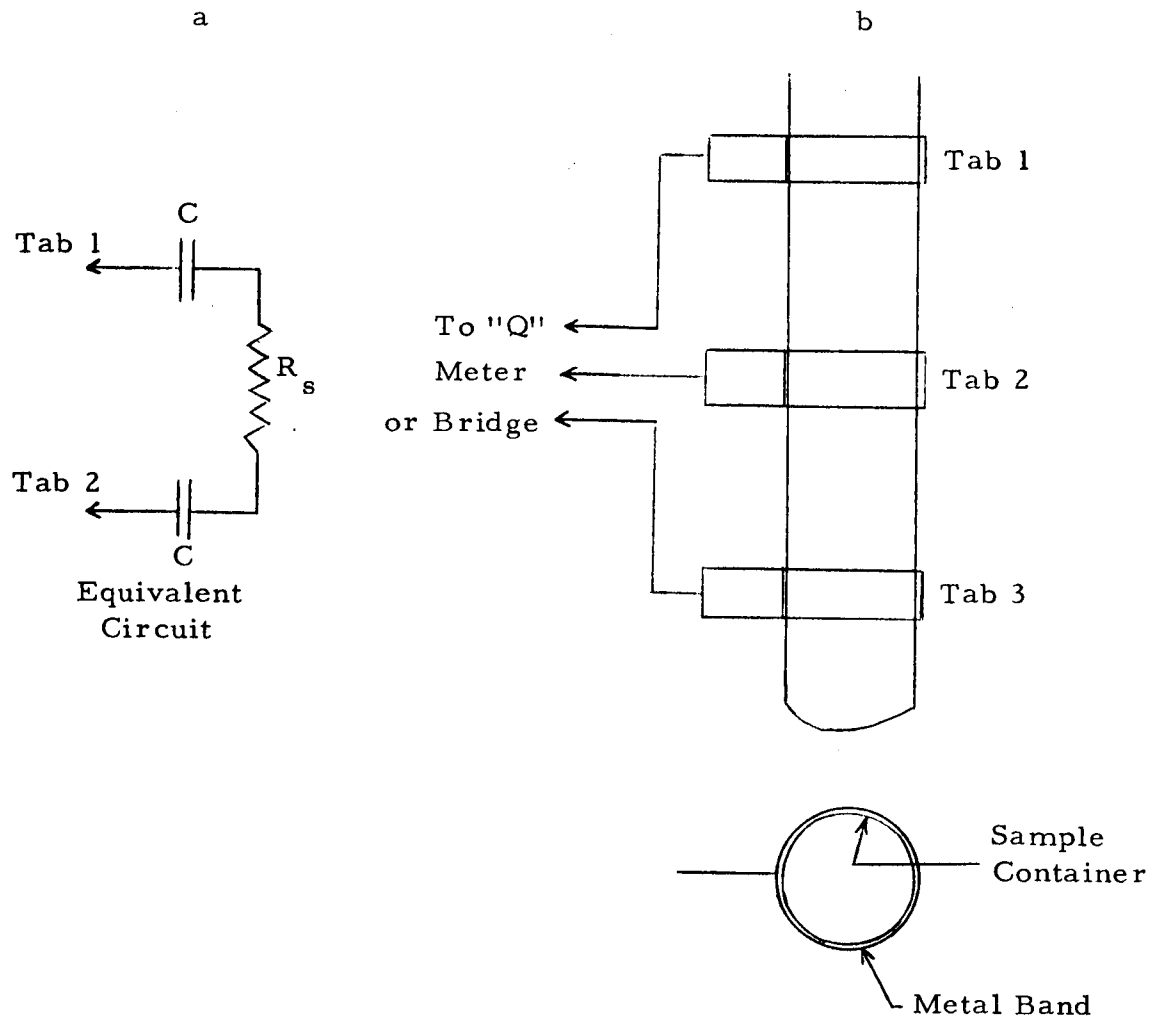 a
b
Tab 1
C
Tab 1
To "Q"
Meter
or Bridge
R
s
Tab 2
Tab 2
C
Equivalent
Circuit
Tab 3
Sample
Container
Metal Band